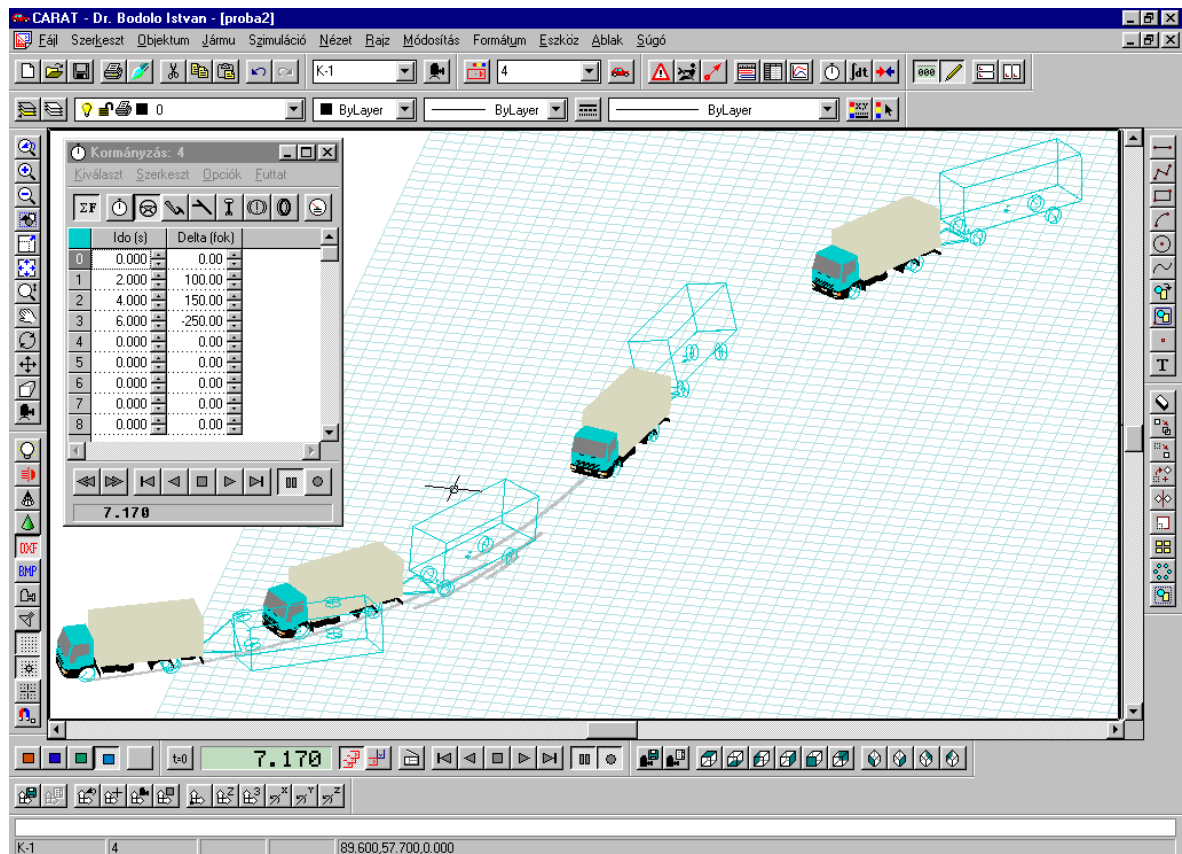 CARAT - Dr. Bodolo Istvan - [proba2]
Fájl Szerkeszt Objektum Jármu Szimuláció Nézet Rajz Módosítás Formátum Eszköz Ablak Súgó
K-1 4 ∫dt 000
0 ByLayer ByLayer ByLayer XY
Kormányzás: 4
Kiválaszt Szerkeszt Opciók Futtat
ΣF
Ido (s) Delta (fok)
0 0.000 0.00
1 2.000 100.00
2 4.000 150.00
3 6.000 -250.00
4 0.000 0.00
5 0.000 0.00
6 0.000 0.00
7 0.000 0.00
8 0.000 0.00
7.170
T
DXF
BMP
t=0 7.170
Z 3 X Y Z
K-1 4 89.600,57.700,0.000